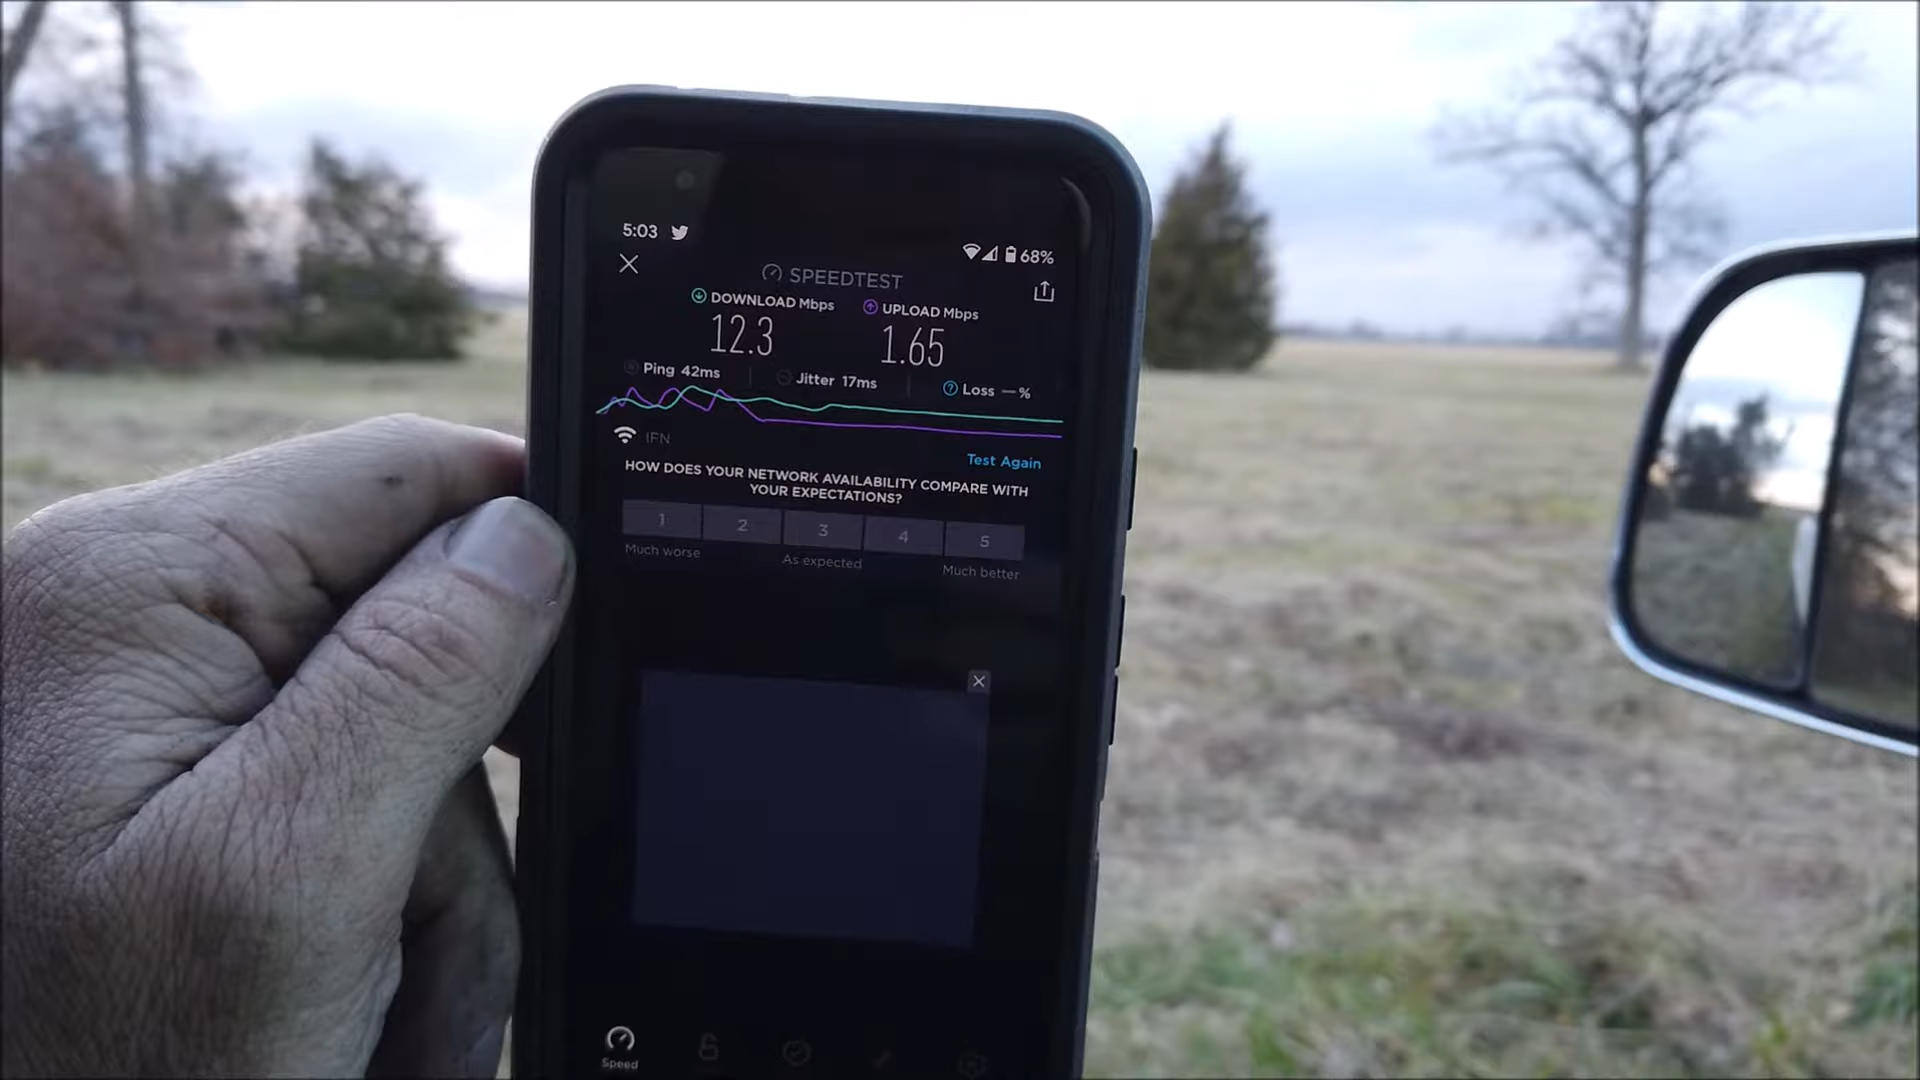 5:03
68%
SPEEDTEST
DOWNLOAD Mbps
UPLOAD Mbps
12.3
1.65
Ping 42ms
Jitter 17ms
Loss —%
IFN
Test Again
HOW DOES YOUR NETWORK AVAILABILITY COMPARE WITH
YOUR EXPECTATIONS?
1
2
3
4
5
Much worse
As expected
Much better
Speed